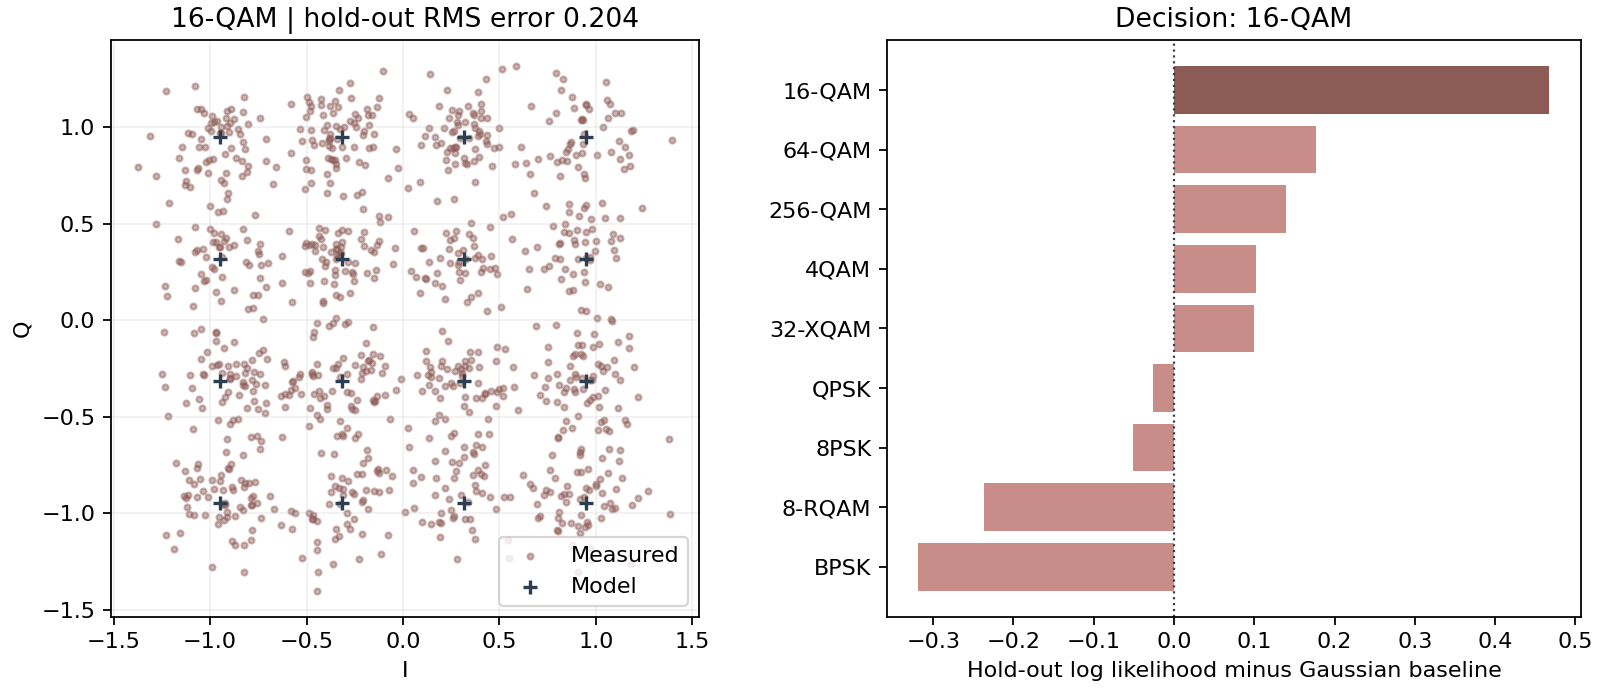 16-QAM | hold-out RMS error 0.204
1.0
0.5
0.0
−0.5
−1.0
−1.5
Q
−1.5
−1.0
−0.5
0.0
0.5
1.0
1.5
I
Measured
Model
Decision: 16-QAM
16-QAM
64-QAM
256-QAM
4QAM
32-XQAM
QPSK
8PSK
8-RQAM
BPSK
−0.3
−0.2
−0.1
0.0
0.1
0.2
0.3
0.4
0.5
Hold-out log likelihood minus Gaussian baseline